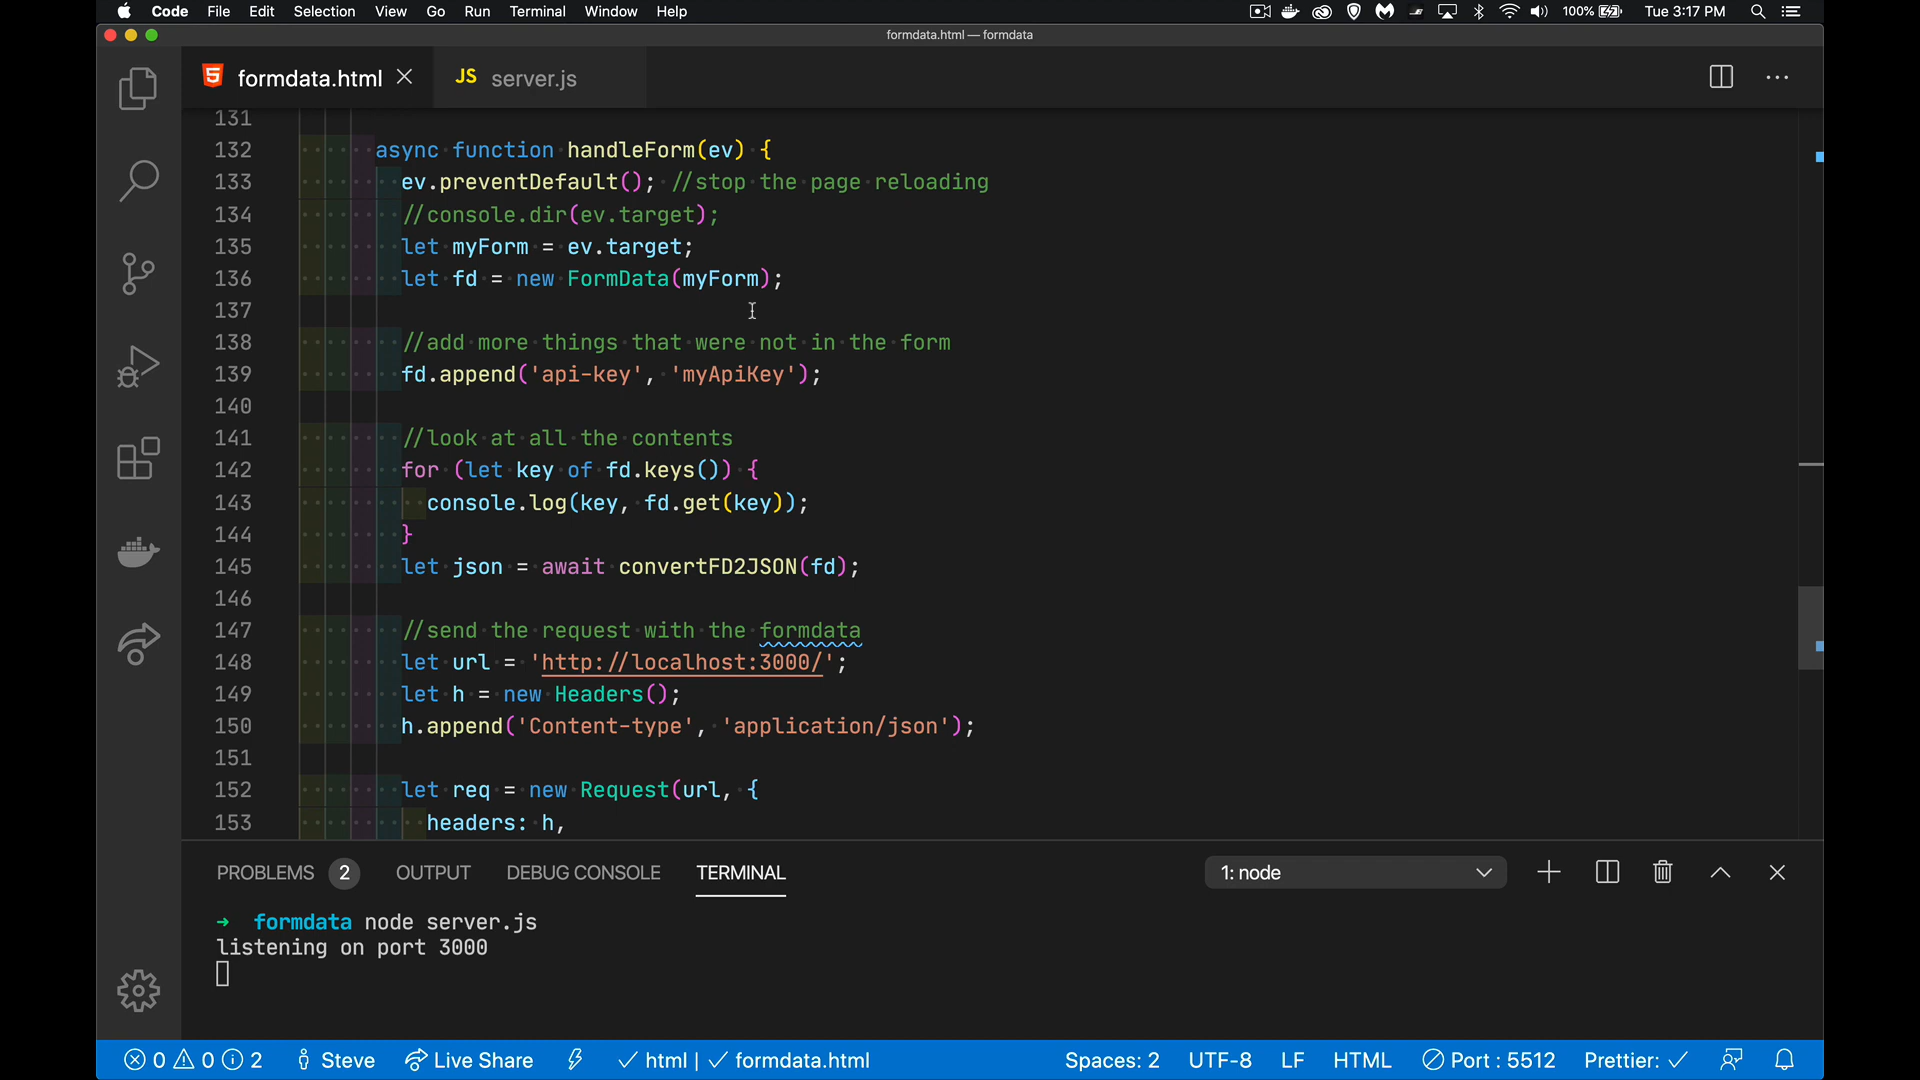 Code File Edit Selection View Go Run Terminal Window Help 100% Tue 3:17 PM
formdata.html — formdata
formdata.html JS server.js
131
132 async function handleForm(ev) {
133 ev.preventDefault(); //stop the page reloading
134 //console.dir(ev.target);
135 let myForm = ev.target;
136 let fd = new FormData(myForm);
137
138 //add more things that were not in the form
139 fd.append('api-key', 'myApiKey');
140
141 //look at all the contents
142 for (let key of fd.keys()) {
143 console.log(key, fd.get(key));
144 }
145 let json = await convertFD2JSON(fd);
146
147 //send the request with the formdata
148 let url = 'http://localhost:3000/';
149 let h = new Headers();
150 h.append('Content-type', 'application/json');
151
152 let req = new Request(url, {
153 headers: h,
PROBLEMS 2 OUTPUT DEBUG CONSOLE TERMINAL 1: node
➜ formdata node server.js
listening on port 3000
0 0 2 Steve Live Share html | formdata.html Spaces: 2 UTF-8 LF HTML Port : 5512 Prettier: ✓